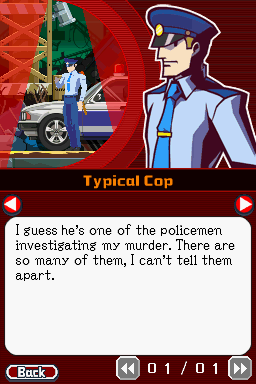 Typical Cop
I guess he's one of the policemen
investigating my murder. There are
so many of them, I can't tell them
apart.
Back
01/01